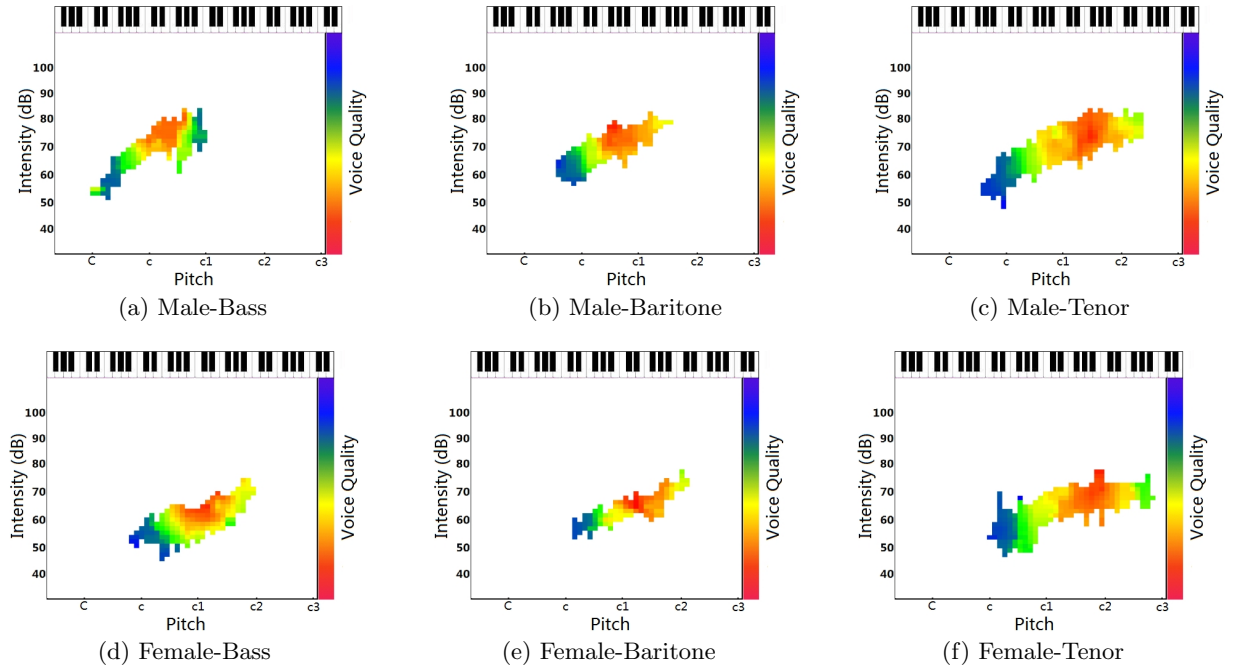 Intensity (dB)
100
90
80
70
60
50
40
C c c1 c2 c3
Pitch
Voice Quality
(a) Male-Bass
Intensity (dB)
100
90
80
70
60
50
40
C c c1 c2 c3
Pitch
Voice Quality
(b) Male-Baritone
Intensity (dB)
100
90
80
70
60
50
40
C c c1 c2 c3
Pitch
Voice Quality
(c) Male-Tenor
Intensity (dB)
100
90
80
70
60
50
40
C c c1 c2 c3
Pitch
Voice Quality
(d) Female-Bass
Intensity (dB)
100
90
80
70
60
50
40
C c c1 c2 c3
Pitch
Voice Quality
(e) Female-Baritone
Intensity (dB)
100
90
80
70
60
50
40
C c c1 c2 c3
Pitch
Voice Quality
(f) Female-Tenor